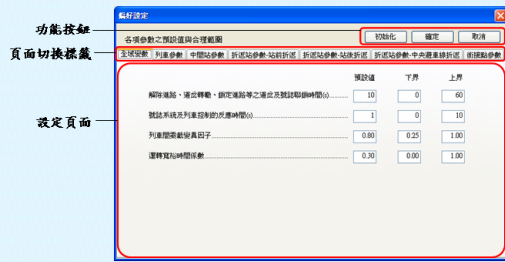 偏好設定
功能按鈕
各項參數之預設值與合理範圍
初始化 確定 取消
頁面切換標籤
全域變數 列車參數 中間站參數 折返站參數-站前折返 折返站參數-站後折返 折返站參數-中央避車線折返 銜接點參數
預設值 下界 上界
解除進路、道岔轉轍、鎖定進路等之道岔及號誌聯鎖時間(s) 10 0 60
設定頁面
號誌系統及列車控制的反應時間(s) 1 0 10
列車間乘載變異因子 0.80 0.25 1.00
運轉寬裕時間係數 0.30 0.00 1.00